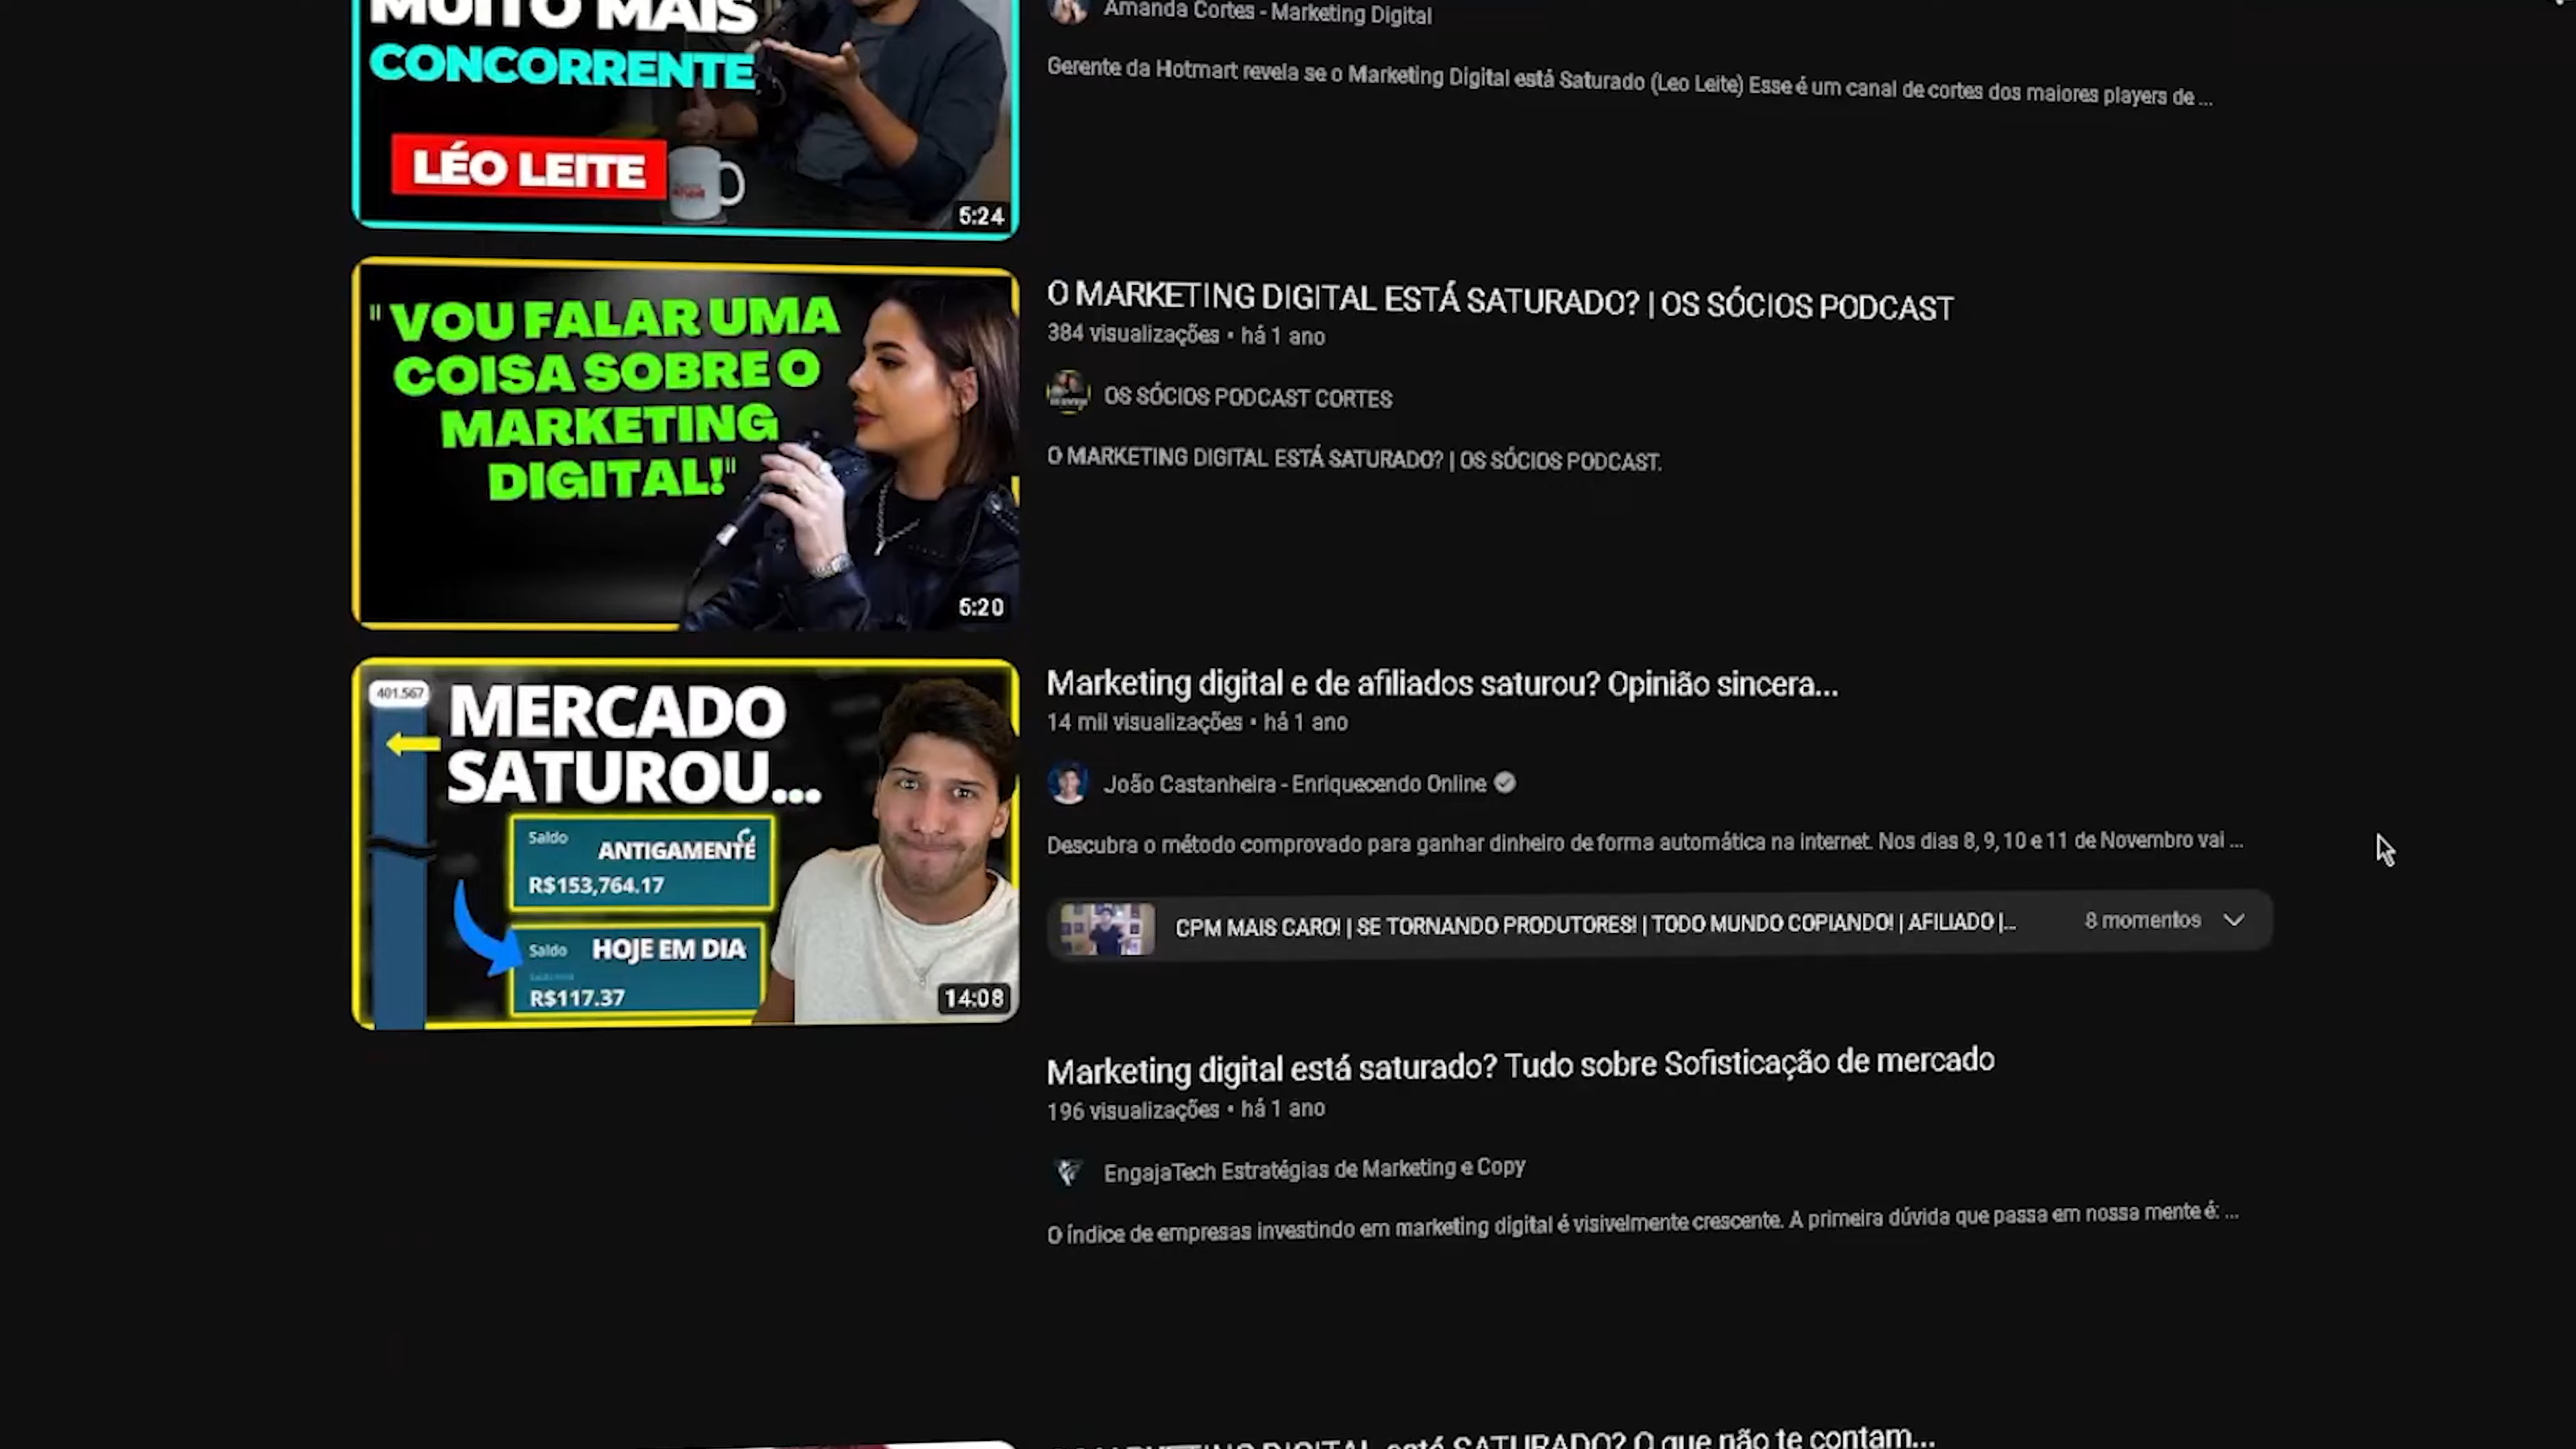 MUITO MAIS
CONCORRENTE
LÉO LEITE
5:24
Amanda Cortes - Marketing Digital
Gerente da Hotmart revela se o Marketing Digital está Saturado (Leo Leite) Esse é um canal de cortes dos maiores players de ...
" VOU FALAR UMA
COISA SOBRE O
MARKETING
DIGITAL!"
5:20
O MARKETING DIGITAL ESTÁ SATURADO? | OS SÓCIOS PODCAST
384 visualizações • há 1 ano
OS SÓCIOS PODCAST CORTES
O MARKETING DIGITAL ESTÁ SATURADO? | OS SÓCIOS PODCAST.
401.567
MERCADO
SATUROU...
Saldo
ANTIGAMENTE
R$153,764.17
Saldo
HOJE EM DIA
R$117.37
14:08
Marketing digital e de afiliados saturou? Opinião sincera...
14 mil visualizações • há 1 ano
João Castanheira - Enriquecendo Online
Descubra o método comprovado para ganhar dinheiro de forma automática na internet. Nos dias 8, 9, 10 e 11 de Novembro vai ...
CPM MAIS CARO! | SE TORNANDO PRODUTORES! | TODO MUNDO COPIANDO! | AFILIADO |...
8 momentos
Marketing digital está saturado? Tudo sobre Sofisticação de mercado
196 visualizações • há 1 ano
EngajaTech Estratégias de Marketing e Copy
O índice de empresas investindo em marketing digital é visivelmente crescente. A primeira dúvida que passa em nossa mente é: ...
MARKETING DIGITAL está SATURADO? O que não te contam...